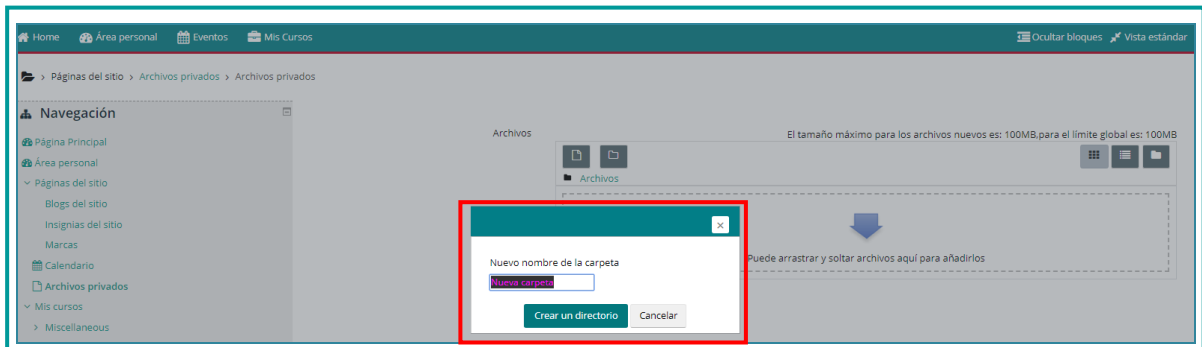 Home Área personal Eventos Mis Cursos Ocultar bloques Vista estándar
> Páginas del sitio > Archivos privados > Archivos privados
Navegación
Página Principal
Área personal
Páginas del sitio
Blogs del sitio
Insignias del sitio
Marcas
Calendario
Archivos privados
Mis cursos
> Miscellaneous
Archivos
El tamaño máximo para los archivos nuevos es: 100MB,para el límite global es: 100MB
Archivos
Puede arrastrar y soltar archivos aquí para añadirlos
×
Nuevo nombre de la carpeta
Nueva carpeta
Crear un directorio Cancelar